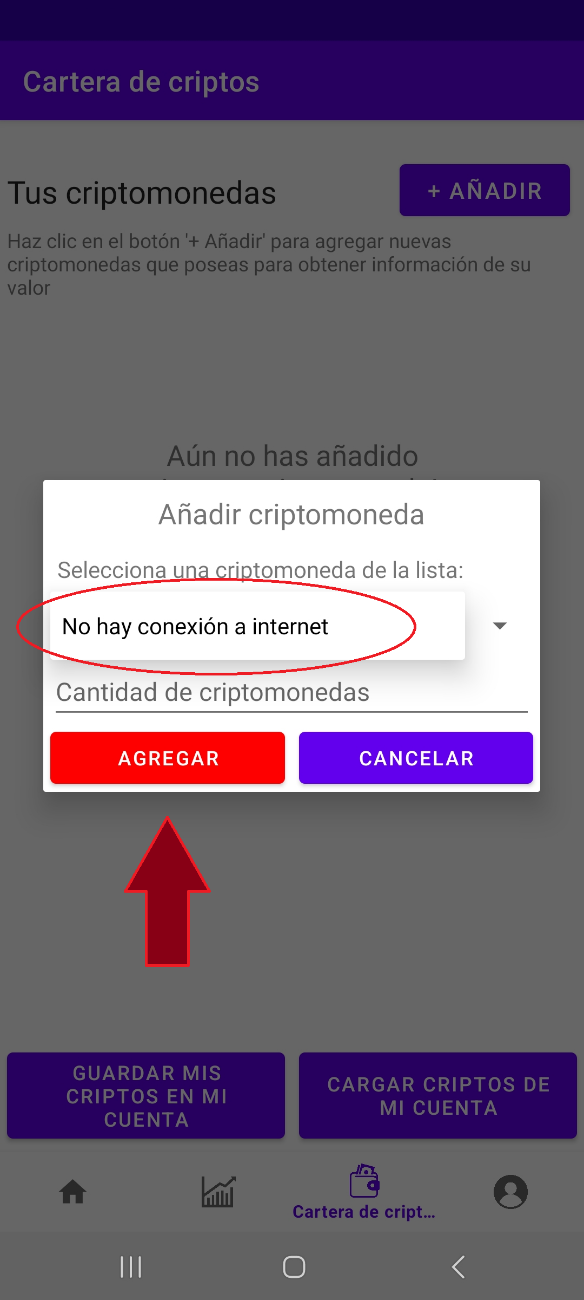 Cartera de criptos
Tus criptomonedas
+ AÑADIR
Haz clic en el botón '+ Añadir' para agregar nuevas
criptomonedas que poseas para obtener información de su
valor
Aún no has añadido
Añadir criptomoneda
Selecciona una criptomoneda de la lista:
No hay conexión a internet
Cantidad de criptomonedas
AGREGAR
CANCELAR
GUARDAR MIS
CRIPTOS EN MI
CUENTA
CARGAR CRIPTOS DE
MI CUENTA
Cartera de cript...